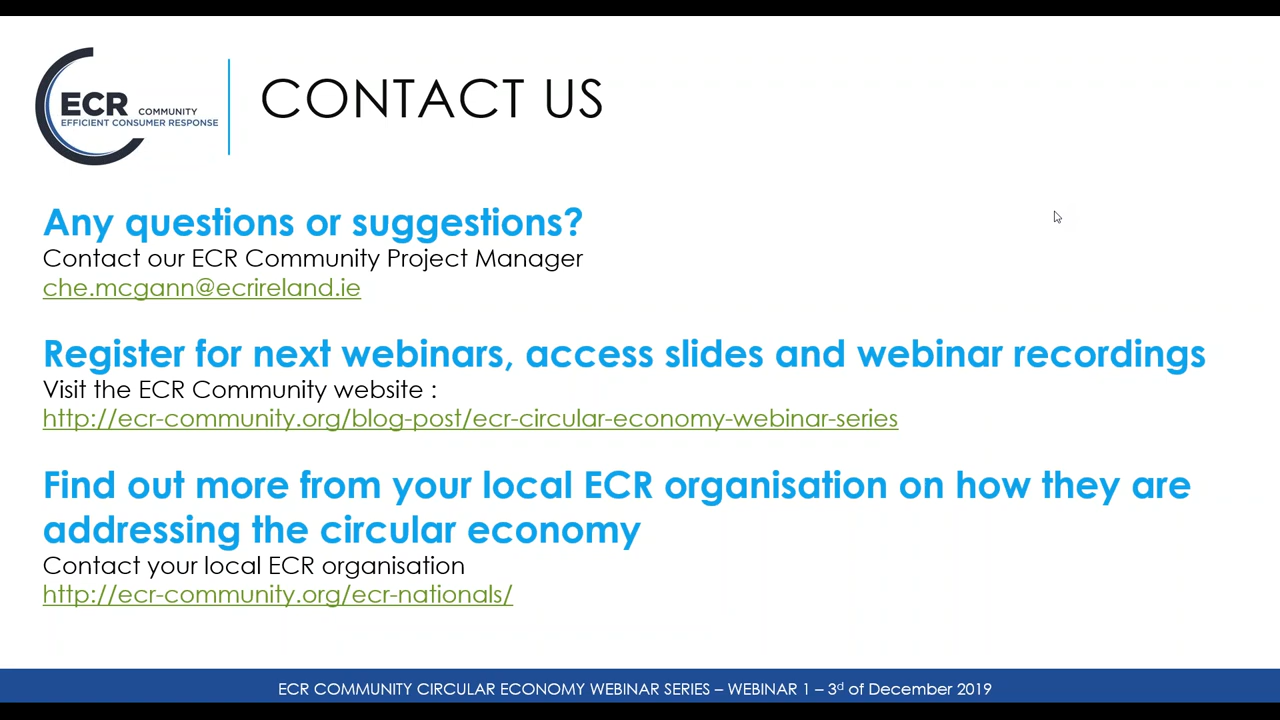 ECR COMMUNITY
EFFICIENT CONSUMER RESPONSE
CONTACT US
Any questions or suggestions?
Contact our ECR Community Project Manager
che.mcgann@ecrireland.ie
Register for next webinars, access slides and webinar recordings
Visit the ECR Community website :
http://ecr-community.org/blog-post/ecr-circular-economy-webinar-series
Find out more from your local ECR organisation on how they are
addressing the circular economy
Contact your local ECR organisation
http://ecr-community.org/ecr-nationals/
ECR COMMUNITY CIRCULAR ECONOMY WEBINAR SERIES – WEBINAR 1 – 3ᵈ of December 2019